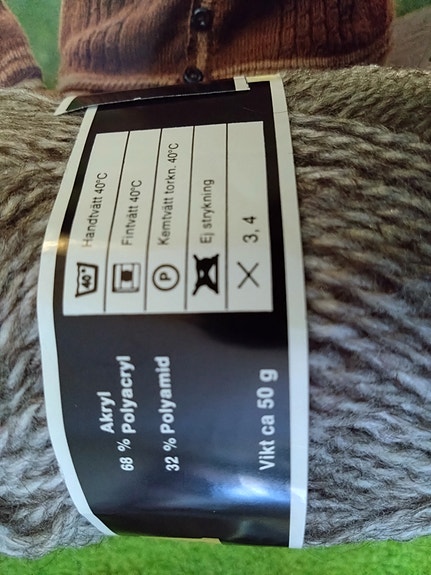 40° Handtvätt 40°C
Fintvätt 40°C
P Kemtvätt torkn. 40°C
Ej strykning
3, 4
Akryl
68 % Polyacryl
32 % Polyamid
Vikt ca 50 g